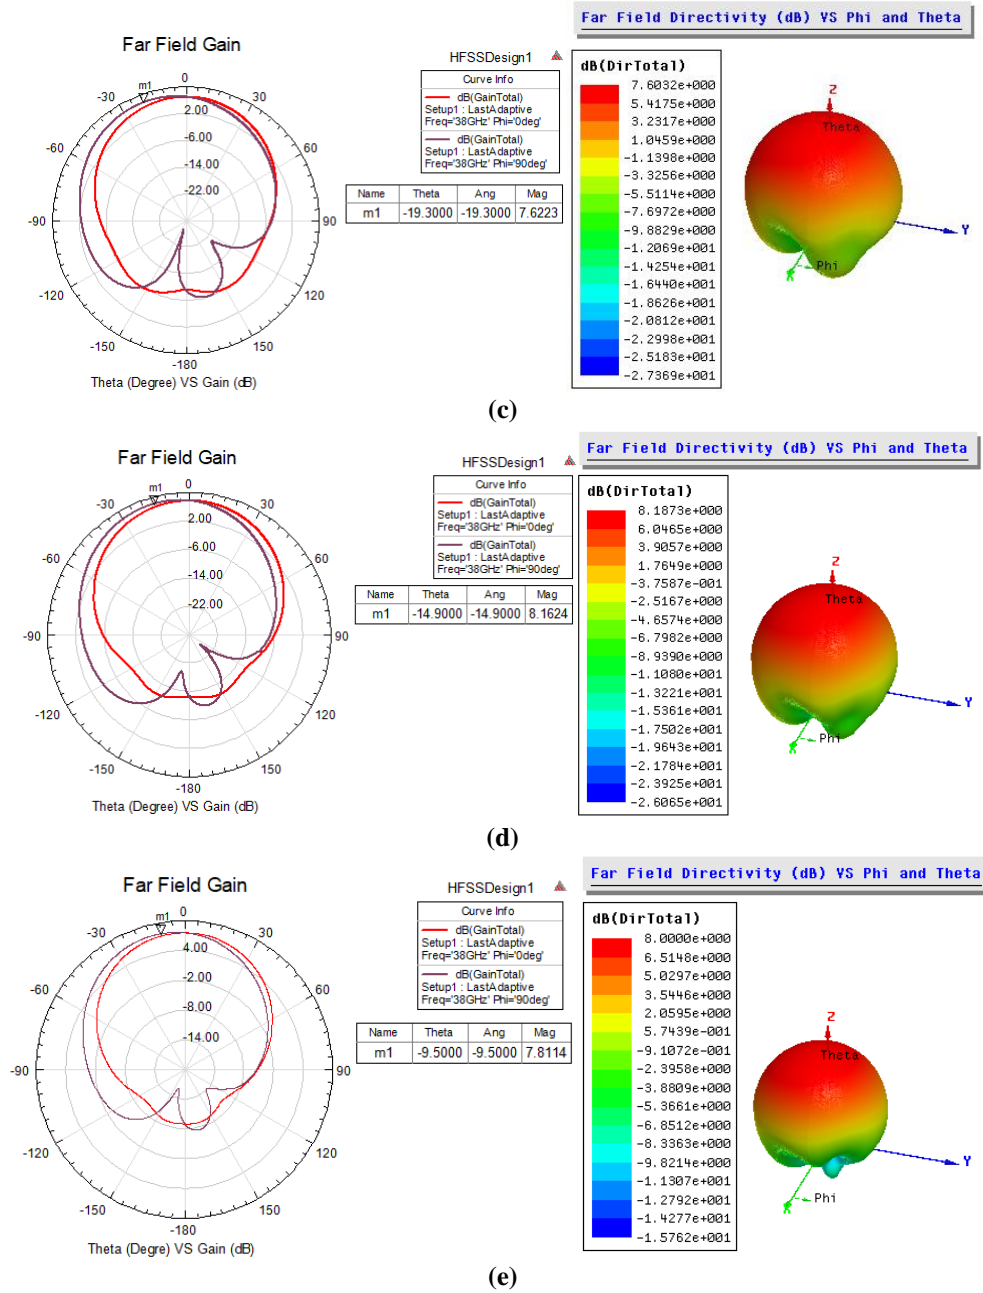 Far Field Directivity (dB) VS Phi and Theta
Far Field Gain
HFSSDesign1
Curve Info
dB(GainTotal)
Setup1 : LastAdaptive
Freq='38GHz' Phi='0deg'
dB(GainTotal)
Setup1 : LastAdaptive
Freq='38GHz' Phi='90deg'
Name Theta Ang Mag
m1 -19.3000 -19.3000 7.6223
m1
0
-30 30
-60 60
-90 90
-120 120
-150 150
-180
2.00
-6.00
-14.00
-22.00
Theta (Degree) VS Gain (dB)
dB(DirTotal)
7.6032e+000
5.4175e+000
3.2317e+000
1.0459e+000
-1.1398e+000
-3.3256e+000
-5.5114e+000
-7.6972e+000
-9.8829e+000
-1.2069e+001
-1.4254e+001
-1.6440e+001
-1.8626e+001
-2.0812e+001
-2.2998e+001
-2.5183e+001
-2.7369e+001
Z
Theta
Y
Phi
X
(c)
Far Field Directivity (dB) VS Phi and Theta
Far Field Gain
HFSSDesign1
Curve Info
dB(GainTotal)
Setup1 : LastAdaptive
Freq='38GHz' Phi='0deg'
dB(GainTotal)
Setup1 : LastAdaptive
Freq='38GHz' Phi='90deg'
Name Theta Ang Mag
m1 -14.9000 -14.9000 8.1624
m1
0
-30 30
-60 60
-90 90
-120 120
-150 150
-180
2.00
-6.00
-14.00
-22.00
Theta (Degree) VS Gain (dB)
dB(DirTotal)
8.1873e+000
6.0465e+000
3.9057e+000
1.7649e+000
-3.7587e-001
-2.5167e+000
-4.6574e+000
-6.7982e+000
-8.9390e+000
-1.1080e+001
-1.3221e+001
-1.5361e+001
-1.7502e+001
-1.9643e+001
-2.1784e+001
-2.3925e+001
-2.6065e+001
Z
Theta
Y
Phi
X
(d)
Far Field Directivity (dB) VS Phi and Theta
Far Field Gain
HFSSDesign1
Curve Info
dB(GainTotal)
Setup1 : LastAdaptive
Freq='38GHz' Phi='0deg'
dB(GainTotal)
Setup1 : LastAdaptive
Freq='38GHz' Phi='90deg'
Name Theta Ang Mag
m1 -9.5000 -9.5000 7.8114
m1
0
-30 30
-60 60
-90 90
-120 120
-150 150
-180
4.00
-2.00
-8.00
-14.00
Theta (Degre) VS Gain (dB)
dB(DirTotal)
8.0000e+000
6.5148e+000
5.0297e+000
3.5446e+000
2.0595e+000
5.7439e-001
-9.1072e-001
-2.3958e+000
-3.8809e+000
-5.3661e+000
-6.8512e+000
-8.3363e+000
-9.8214e+000
-1.1307e+001
-1.2792e+001
-1.4277e+001
-1.5762e+001
Z
Theta
Y
Phi
X
(e)